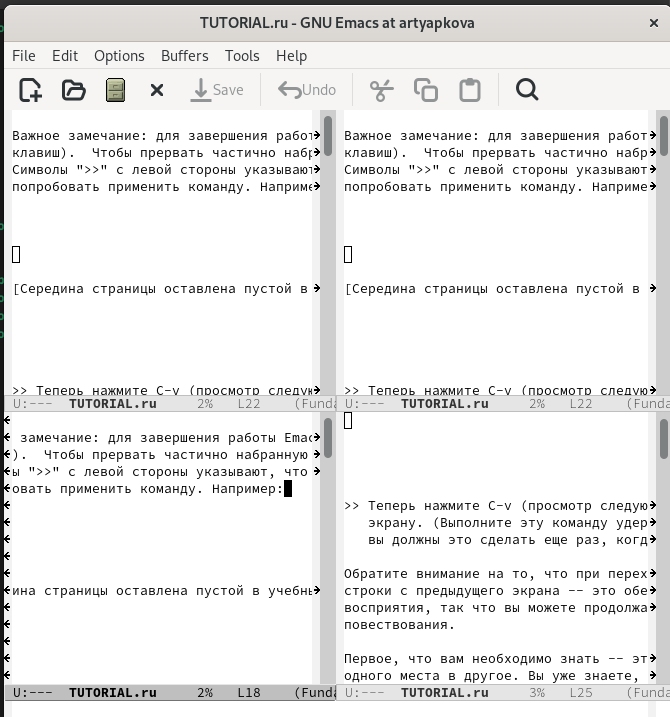 TUTORIAL.ru - GNU Emacs at artyapkova
File Edit Options Buffers Tools Help
Save Undo
Важное замечание: для завершения работ
клавиш). Чтобы прервать частично набр
Символы ">>" с левой стороны указывают
попробовать применить команду. Наприме
[Середина страницы оставлена пустой в
>> Теперь нажмите C-v (просмотр следую
U:--- TUTORIAL.ru 2% L22 (Funda
Важное замечание: для завершения работ
клавиш). Чтобы прервать частично набр
Символы ">>" с левой стороны указывают
попробовать применить команду. Наприме
[Середина страницы оставлена пустой в
>> Теперь нажмите C-v (просмотр следую
U:--- TUTORIAL.ru 2% L22 (Funda
замечание: для завершения работы Emac
). Чтобы прервать частично набранную
ы ">>" с левой стороны указывают, что
овать применить команду. Например:
ина страницы оставлена пустой в учебн
U:--- TUTORIAL.ru 2% L18 (Funda
>> Теперь нажмите C-v (просмотр следую
экрану. (Выполните эту команду удер
вы должны это сделать еще раз, когд
Обратите внимание на то, что при перех
строки с предыдущего экрана -- это обе
восприятия, так что вы можете продолжа
повествования.
Первое, что вам необходимо знать -- эт
одного места в другое. Вы уже знаете,
U:--- TUTORIAL.ru 3% L25 (Funda